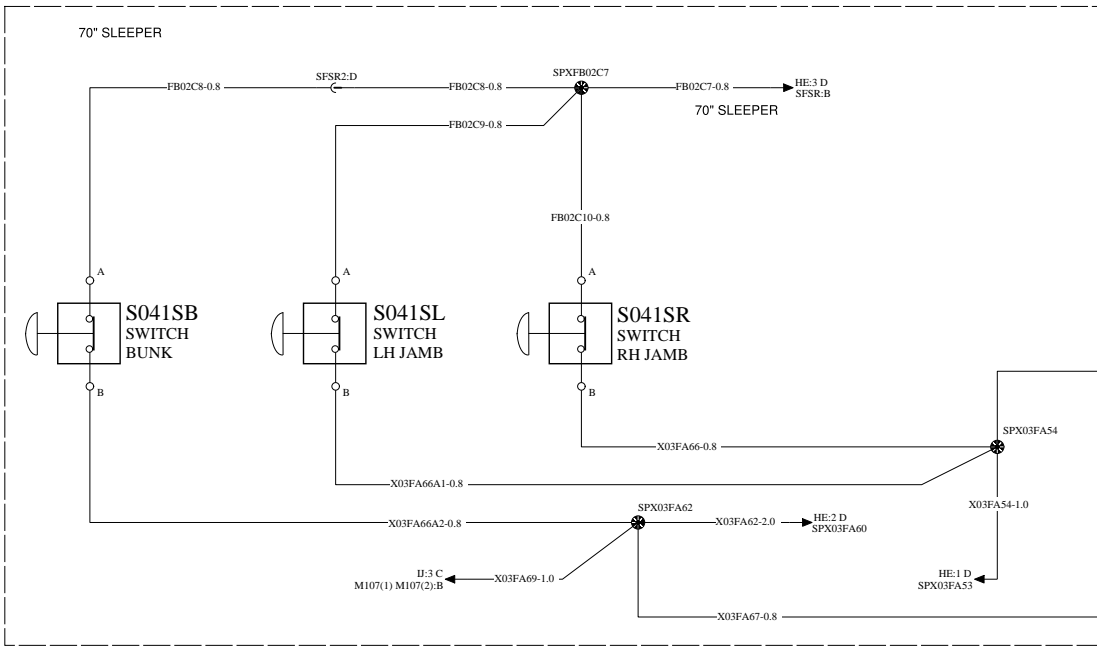 70" SLEEPER
SFSR2:D
SPXFB02C7
FB02C8-0.8
FB02C8-0.8
FB02C7-0.8
HE:3 D
SFSR:B
70" SLEEPER
FB02C9-0.8
FB02C10-0.8
A
A
A
S041SB
SWITCH
BUNK
S041SL
SWITCH
LH JAMB
S041SR
SWITCH
RH JAMB
B
B
B
SPX03FA54
X03FA66-0.8
X03FA66A1-0.8
X03FA54-1.0
SPX03FA62
X03FA66A2-0.8
X03FA62-2.0
HE:2 D
SPX03FA60
IJ:3 C
M107(1) M107(2):B
X03FA69-1.0
HE:1 D
SPX03FA53
X03FA67-0.8